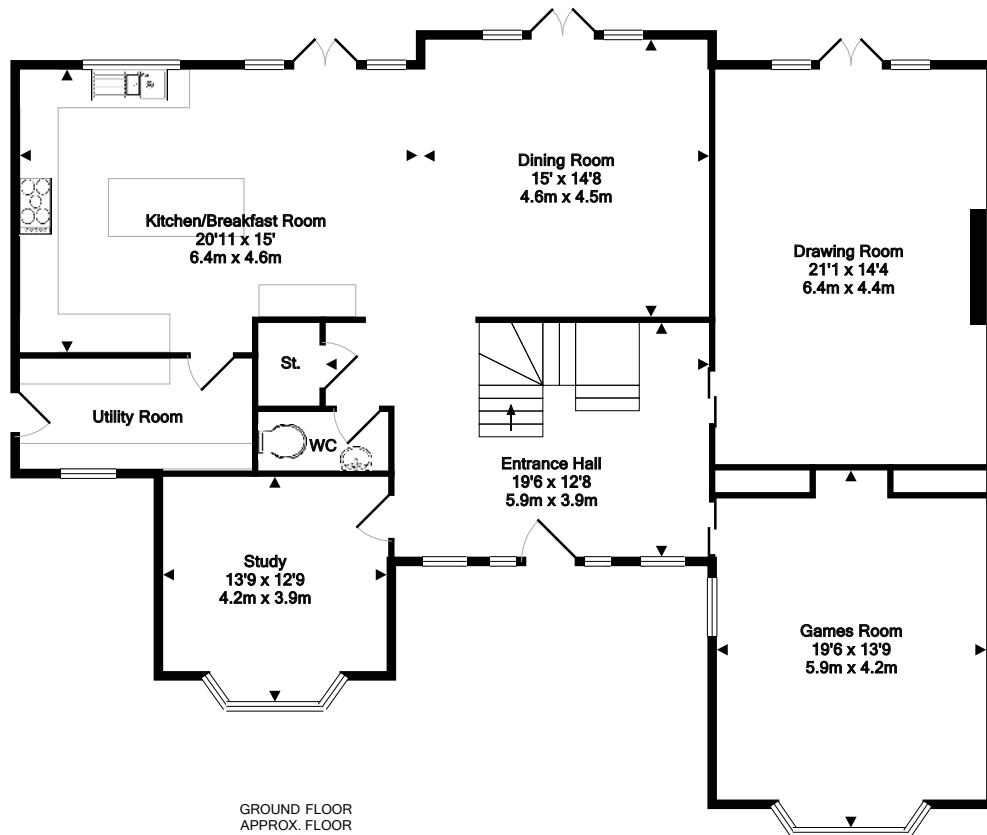 Dining Room
15' x 14'8
4.6m x 4.5m
Kitchen/Breakfast Room
20'11 x 15'
6.4m x 4.6m
Drawing Room
21'1 x 14'4
6.4m x 4.4m
St.
Utility Room
WC
Entrance Hall
19'6 x 12'8
5.9m x 3.9m
Study
13'9 x 12'9
4.2m x 3.9m
Games Room
19'6 x 13'9
5.9m x 4.2m
GROUND FLOOR
APPROX. FLOOR